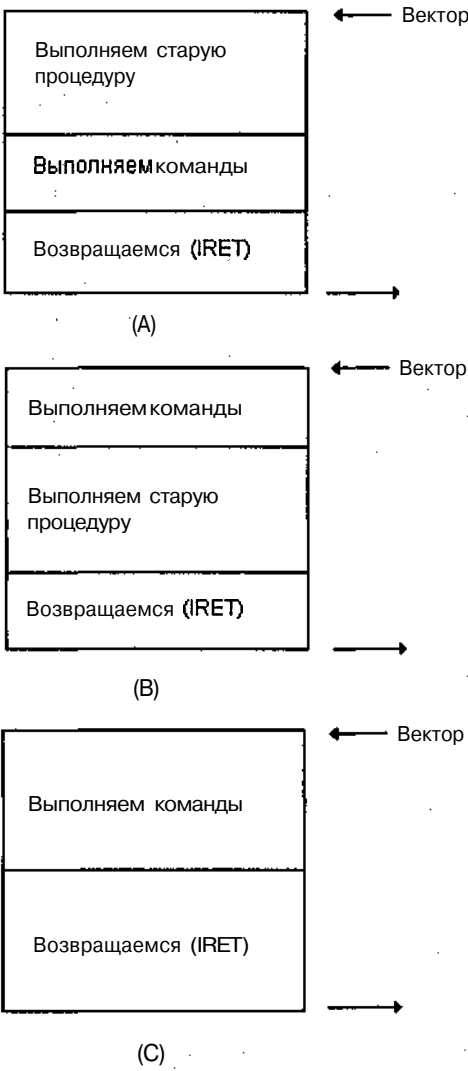 Вектор
Выполняем старую
процедуру
Выполняем команды
Возвращаемся (IRET)
(A)
Вектор
Выполняем команды
Выполняем старую
процедуру
Возвращаемся (IRET)
(B)
Вектор
Выполняем команды
Возвращаемся (IRET)
(C)